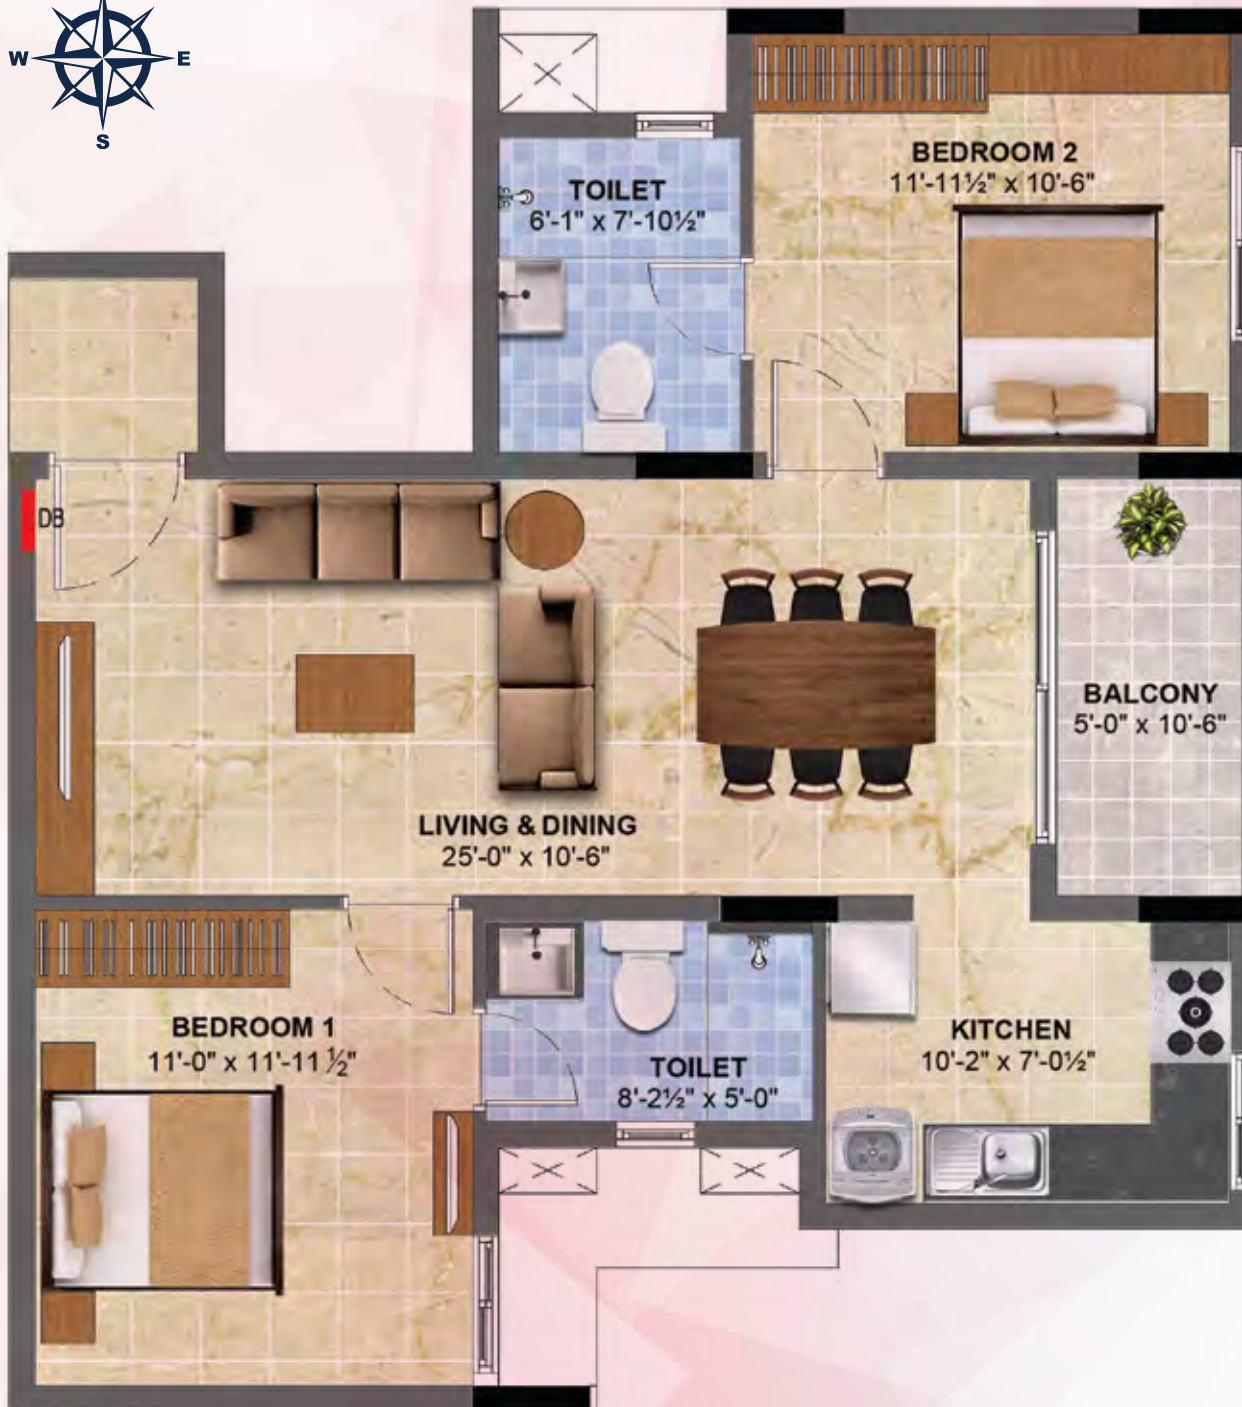 W
E
S
BEDROOM 2
11'-11½" x 10'-6"
TOILET
6'-1" x 7'-10½"
DB
BALCONY
5'-0" x 10'-6"
LIVING & DINING
25'-0" x 10'-6"
BEDROOM 1
11'-0" x 11'-11½"
TOILET
8'-2½" x 5'-0"
KITCHEN
10'-2" x 7'-0½"